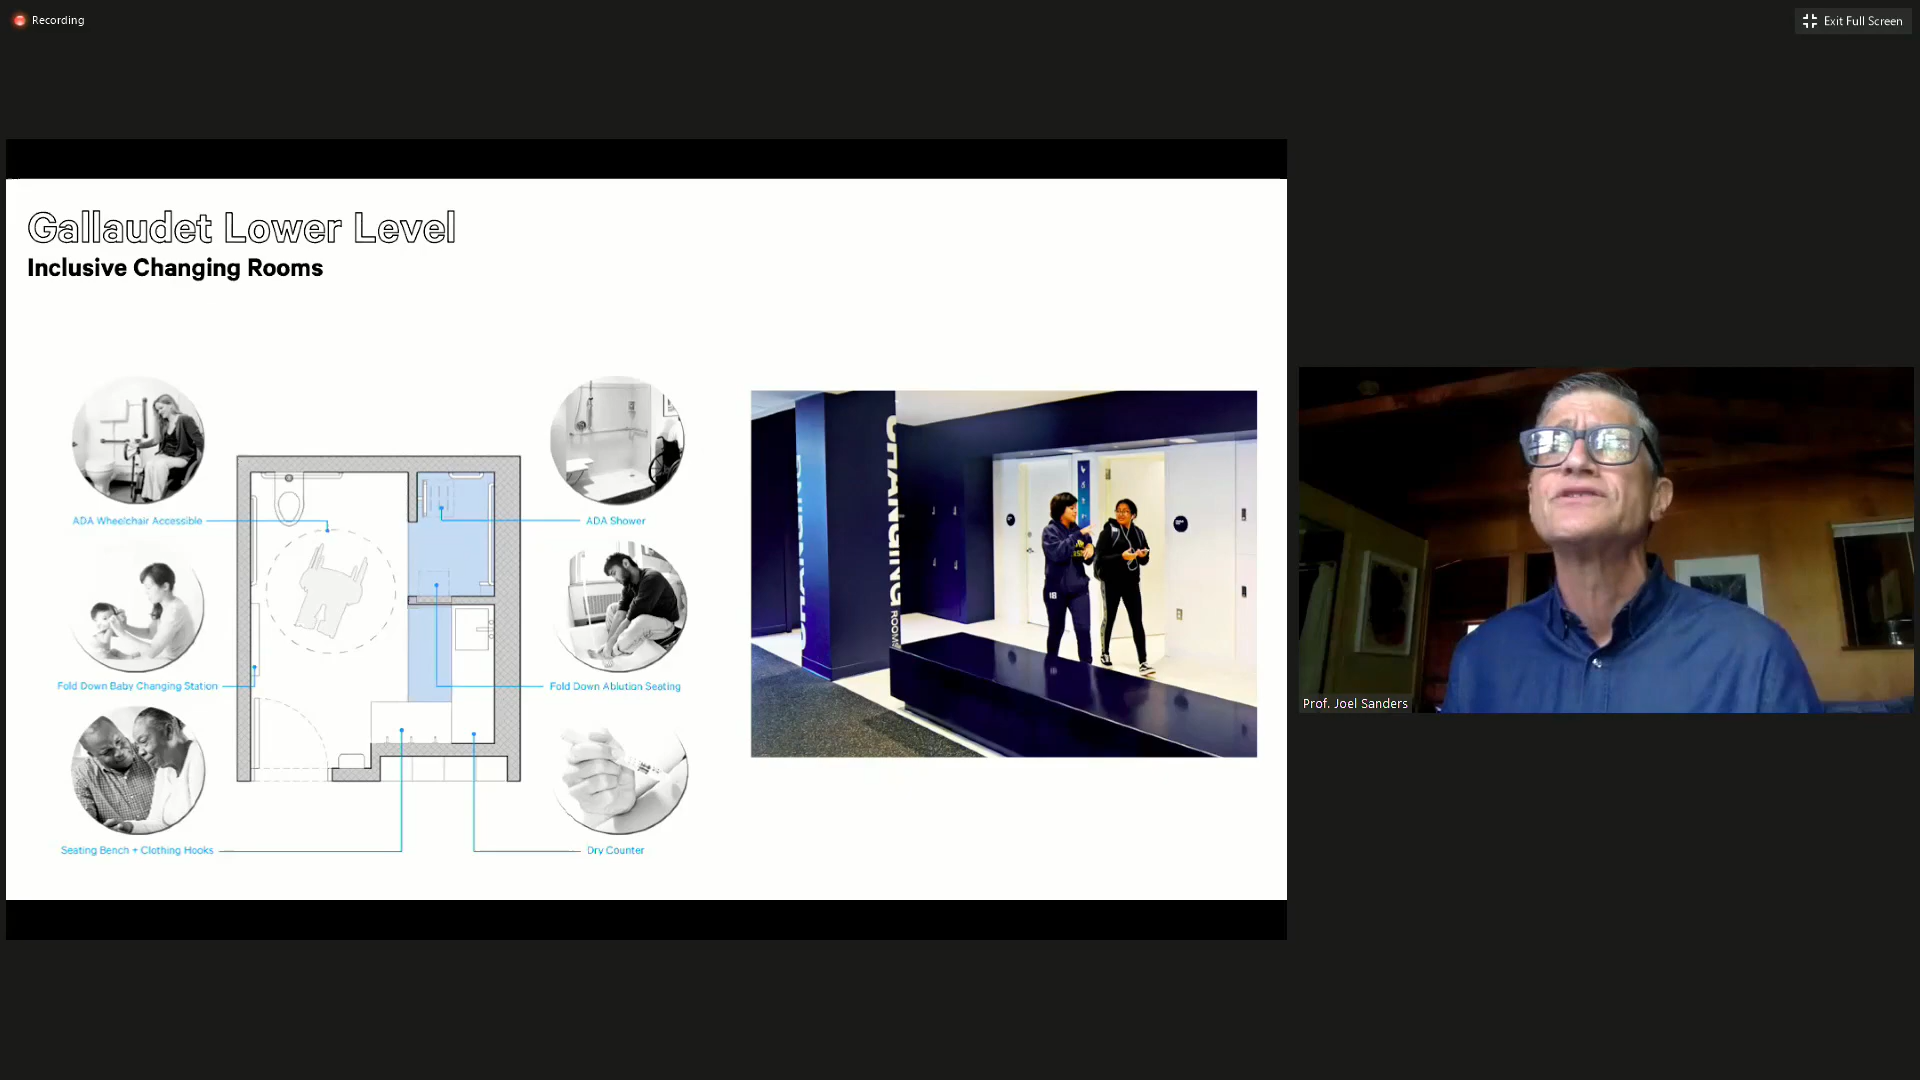 Recording
Exit Full Screen
Gallaudet Lower Level
Inclusive Changing Rooms
ADA Wheelchair Accessible
ADA Shower
Fold Down Baby Changing Station
Fold Down Ablution Seating
Seating Bench + Clothing Hooks
Dry Counter
CHANGING ROOMS
Prof. Joel Sanders